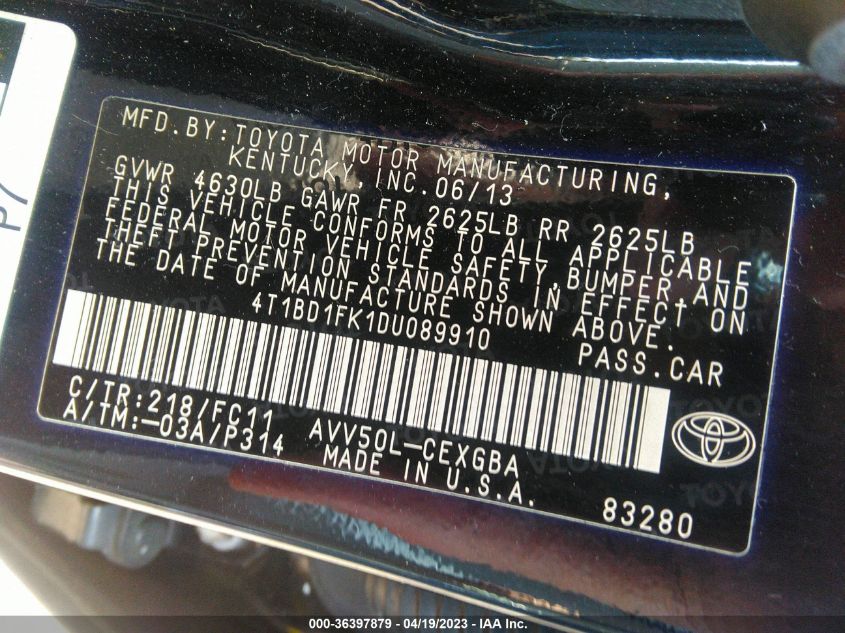 P/
MFD.BY:TOYOTA MOTOR MANUFACTURING,
KENTUCKY,INC.06/13
GVWR 4630LB GAWR FR 2625LB RR 2625LB
THIS VEHICLE CONFORMS TO ALL APPLICABLE
FEDERAL MOTOR VEHICLE SAFETY,BUMPER,AND
THEFT PREVENTION STANDARDS IN EFFECT ON
THE DATE OF MANUFACTURE SHOWN ABOVE.
4T1BD1FK1DU089910
PASS.CAR
C/TR:218/FC11
A/TM:-03A/P314
AVV50L-CEXGBA
MADE IN U.S.A.
83280
TOYOTA
000-36397879 - 04/19/2023 - IAA Inc.